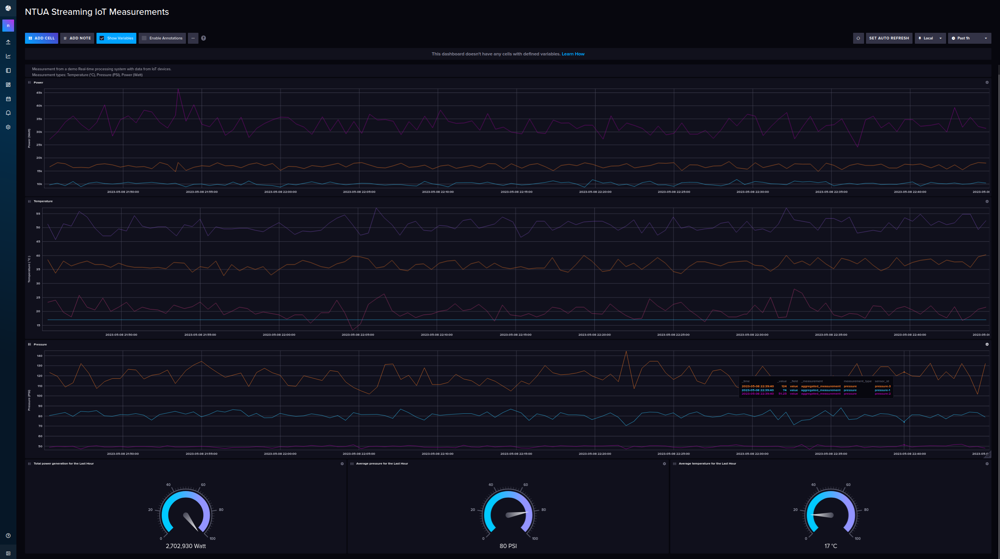 NTUA Streaming IoT Measurements
n
ADD CELL ADD NOTE Show Variables Enable Annotations ... ? SET AUTO REFRESH Local Past 1h
This dashboard doesn't have any cells with defined variables. Learn How
Measurement from a demo Real-time processing system with data from IoT devices.
Measurement types: Temperature (°C), Pressure (PSI), Power (Watt)
Power
Power (Watt)
45k
40k
35k
30k
25k
20k
15k
10k
2023-05-08 21:50:00 2023-05-08 21:55:00 2023-05-08 22:00:00 2023-05-08 22:05:00 2023-05-08 22:10:00 2023-05-08 22:15:00 2023-05-08 22:20:00 2023-05-08 22:25:00 2023-05-08 22:30:00 2023-05-08 22:35:00 2023-05-08 22:40:00 2023-05-0
Temperature
Temperature ( °C )
55
50
45
40
35
30
25
20
15
2023-05-08 21:50:00 2023-05-08 21:55:00 2023-05-08 22:00:00 2023-05-08 22:05:00 2023-05-08 22:10:00 2023-05-08 22:15:00 2023-05-08 22:20:00 2023-05-08 22:25:00 2023-05-08 22:30:00 2023-05-08 22:35:00 2023-05-08 22:40:00 2023-05-0
Pressure
Pressure (PSI)
140
130
120
110
100
90
80
70
60
50
_time _value _field _measurement measurement_type sensor_id
2023-05-08 22:39:40 124 value aggregated_measurement pressure pressure-3
2023-05-08 22:39:40 74 value aggregated_measurement pressure pressure-1
2023-05-08 22:39:40 51.25 value aggregated_measurement pressure pressure-2
2023-05-08 21:50:00 2023-05-08 21:55:00 2023-05-08 22:00:00 2023-05-08 22:05:00 2023-05-08 22:10:00 2023-05-08 22:15:00 2023-05-08 22:20:00 2023-05-08 22:25:00 2023-05-08 22:30:00 2023-05-08 22:35:00 2023-05-08 22:40:00 2023-05-0
Total power generation for the Last Hour
0 20 40 60 80 100
2,702,930 Watt
Average pressure for the Last Hour
0 20 40 60 80 100
80 PSI
Average temperature for the Last Hour
0 20 40 60 80 100
17 °C